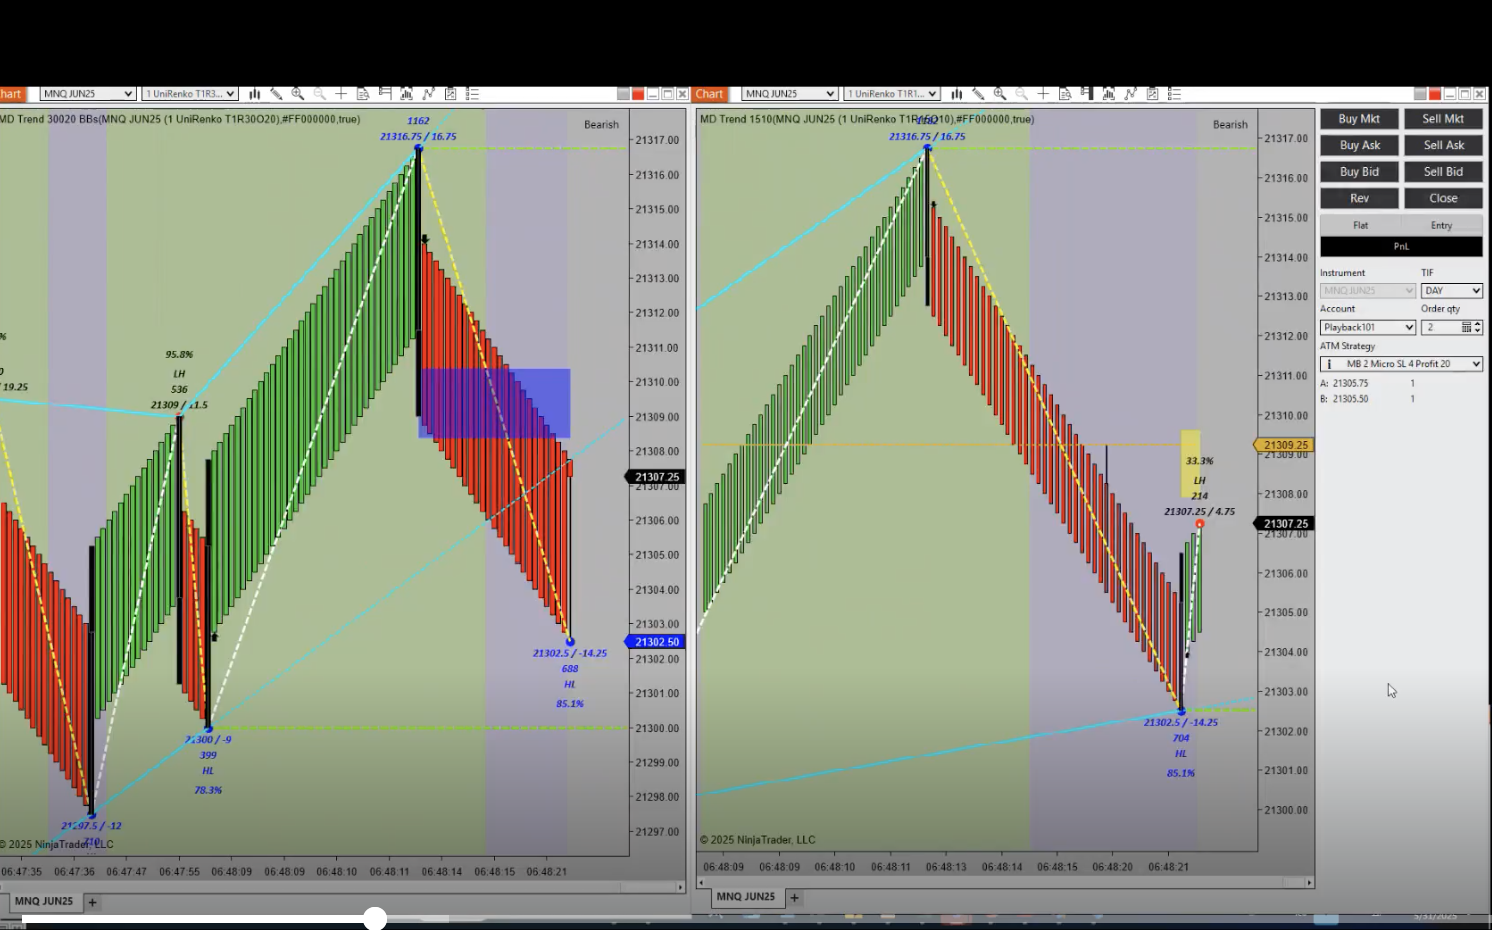 Chart
MNQ JUN25
1 UniRenko T1R3...
MD Trend 30020 BBs(MNQ JUN25 (1 UniRenko T1R30O20),#FF000000,true)
Bearish
1162
21316.75 / 16.75
95.8%
LH
536
21309 / 11.5
/ 19.25
21302.5 / -14.25
688
HL
85.1%
21300 / -9
399
HL
78.3%
21297.5 / -12
710
© 2025 NinjaTrader, LLC
21317.00
21316.00
21315.00
21314.00
21313.00
21312.00
21311.00
21310.00
21309.00
21308.00
21307.25
21307.00
21306.00
21305.00
21304.00
21303.00
21302.50
21302.00
21301.00
21300.00
21299.00
21298.00
21297.00
06:47:35 06:47:36 06:47:47 06:47:55 06:48:09 06:48:09 06:48:10 06:48:11 06:48:14 06:48:15 06:48:21
MNQ JUN25 +
Chart
MNQ JUN25
1 UniRenko T1R1...
MD Trend 1510(MNQ JUN25 (1 UniRenko T1R15O10),#FF000000,true)
Bearish
21316.75 / 16.75
33.3%
LH
214
21307.25 / 4.75
21302.5 / -14.25
704
HL
85.1%
© 2025 NinjaTrader, LLC
21317.00
21316.00
21315.00
21314.00
21313.00
21312.00
21311.00
21310.00
21309.25
21309.00
21308.00
21307.25
21307.00
21306.00
21305.00
21304.00
21303.00
21302.00
21301.00
21300.00
06:48:09 06:48:09 06:48:10 06:48:11 06:48:13 06:48:15 06:48:20 06:48:21
MNQ JUN25 +
Buy Mkt Sell Mkt
Buy Ask Sell Ask
Buy Bid Sell Bid
Rev Close
Flat Entry
PnL
Instrument TIF
MNQ JUN25 DAY
Account Order qty
Playback101 2
ATM Strategy
MB 2 Micro SL 4 Profit 20
A: 21305.75 1
B: 21305.50 1
5/31/2025